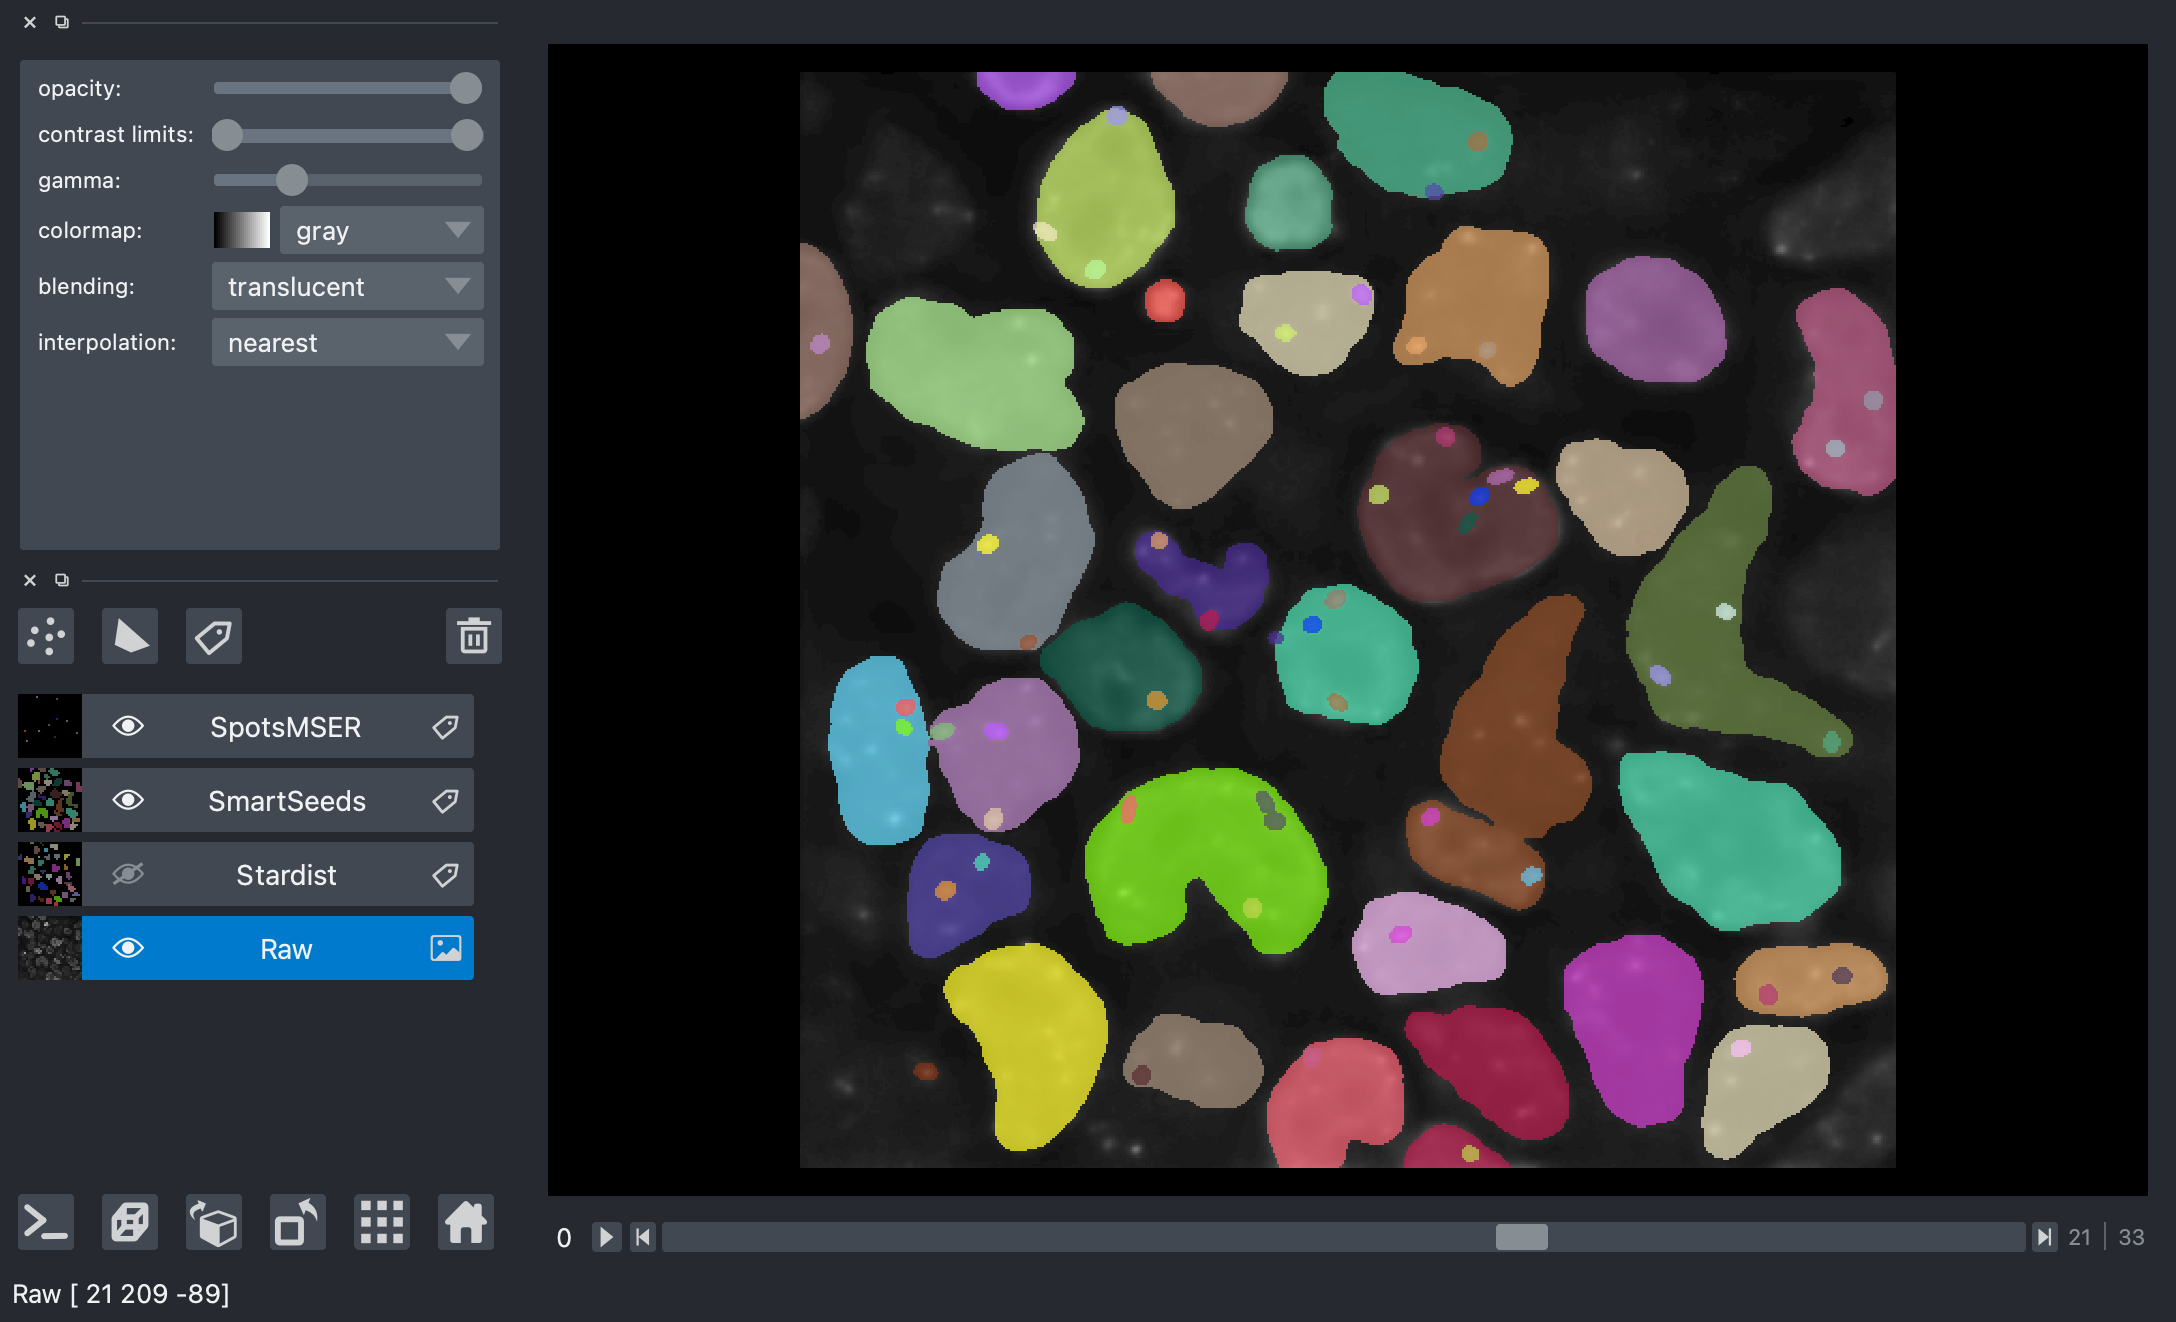 opacity:
contrast limits:
gamma:
colormap: gray
blending: translucent
interpolation: nearest
SpotsMSER
SmartSeeds
Stardist
Raw
0 21 33
Raw [ 21 209 -89]